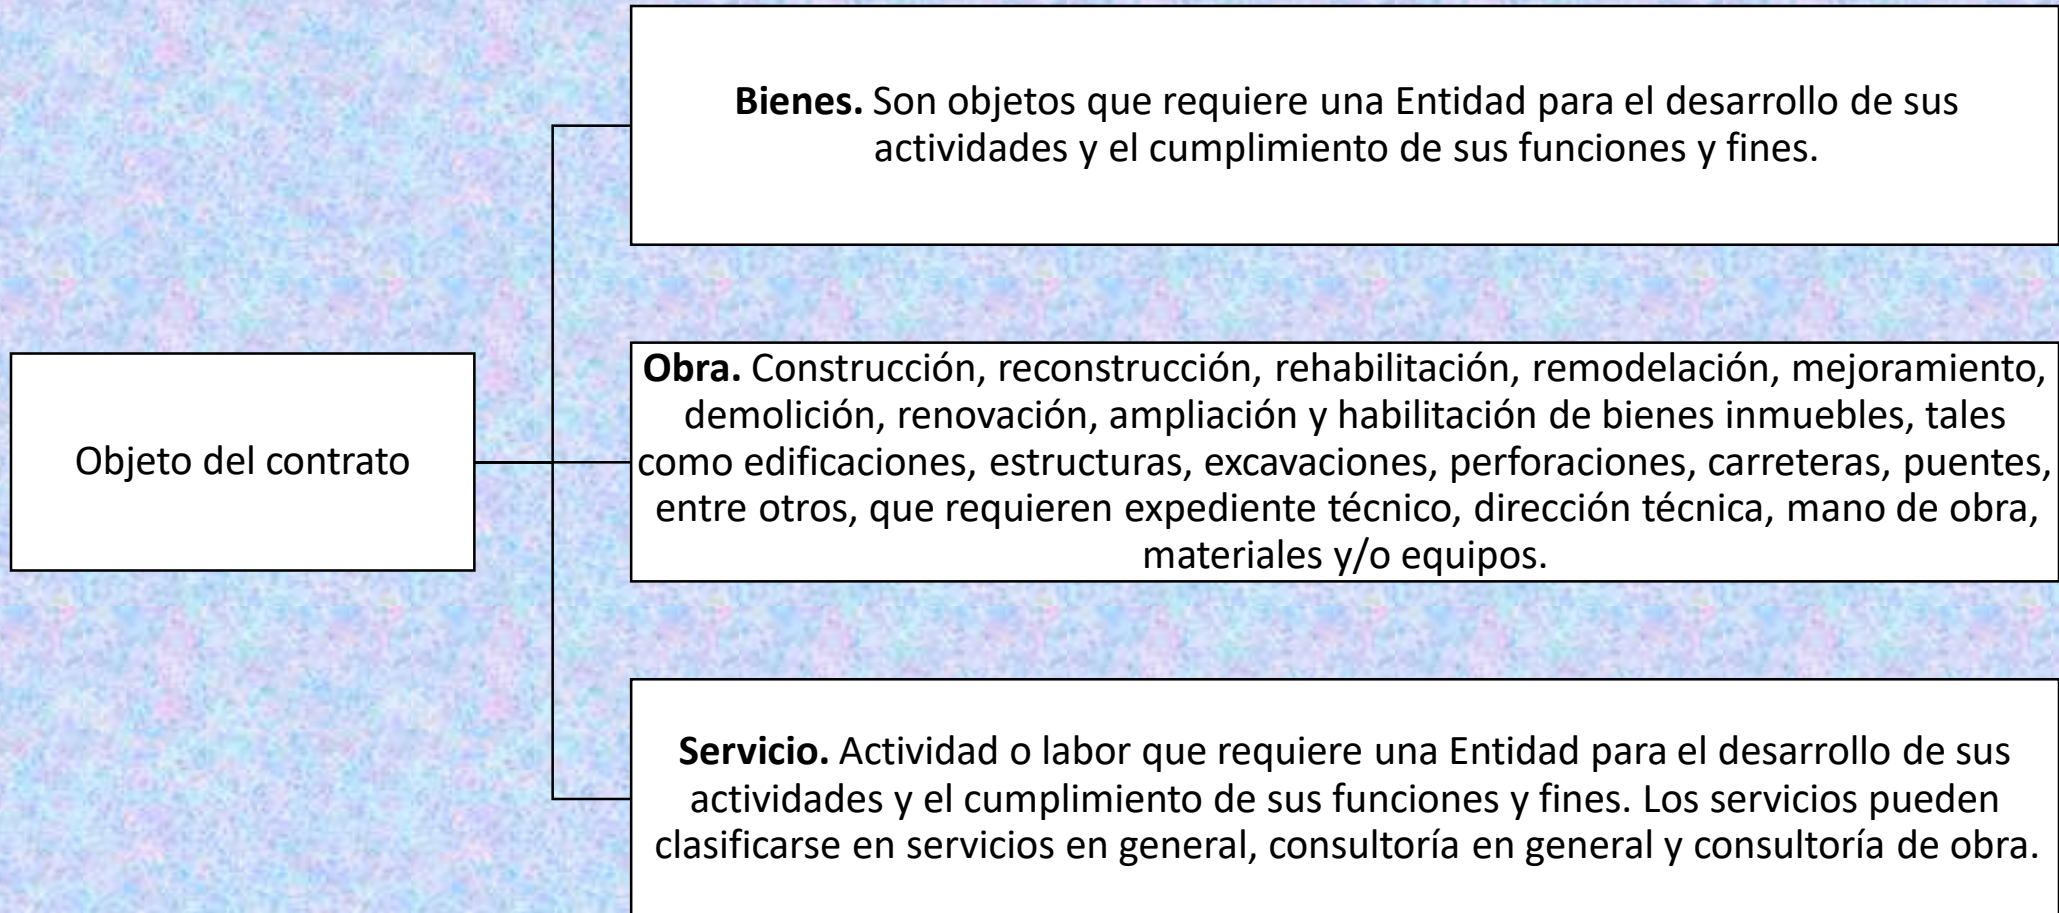 Bienes. Son objetos que requiere una Entidad para el desarrollo de sus
actividades y el cumplimiento de sus funciones y fines.
Objeto del contrato
Obra. Construcción, reconstrucción, rehabilitación, remodelación, mejoramiento,
demolición, renovación, ampliación y habilitación de bienes inmuebles, tales
como edificaciones, estructuras, excavaciones, perforaciones, carreteras, puentes,
entre otros, que requieren expediente técnico, dirección técnica, mano de obra,
materiales y/o equipos.
Servicio. Actividad o labor que requiere una Entidad para el desarrollo de sus
actividades y el cumplimiento de sus funciones y fines. Los servicios pueden
clasificarse en servicios en general, consultoría en general y consultoría de obra.